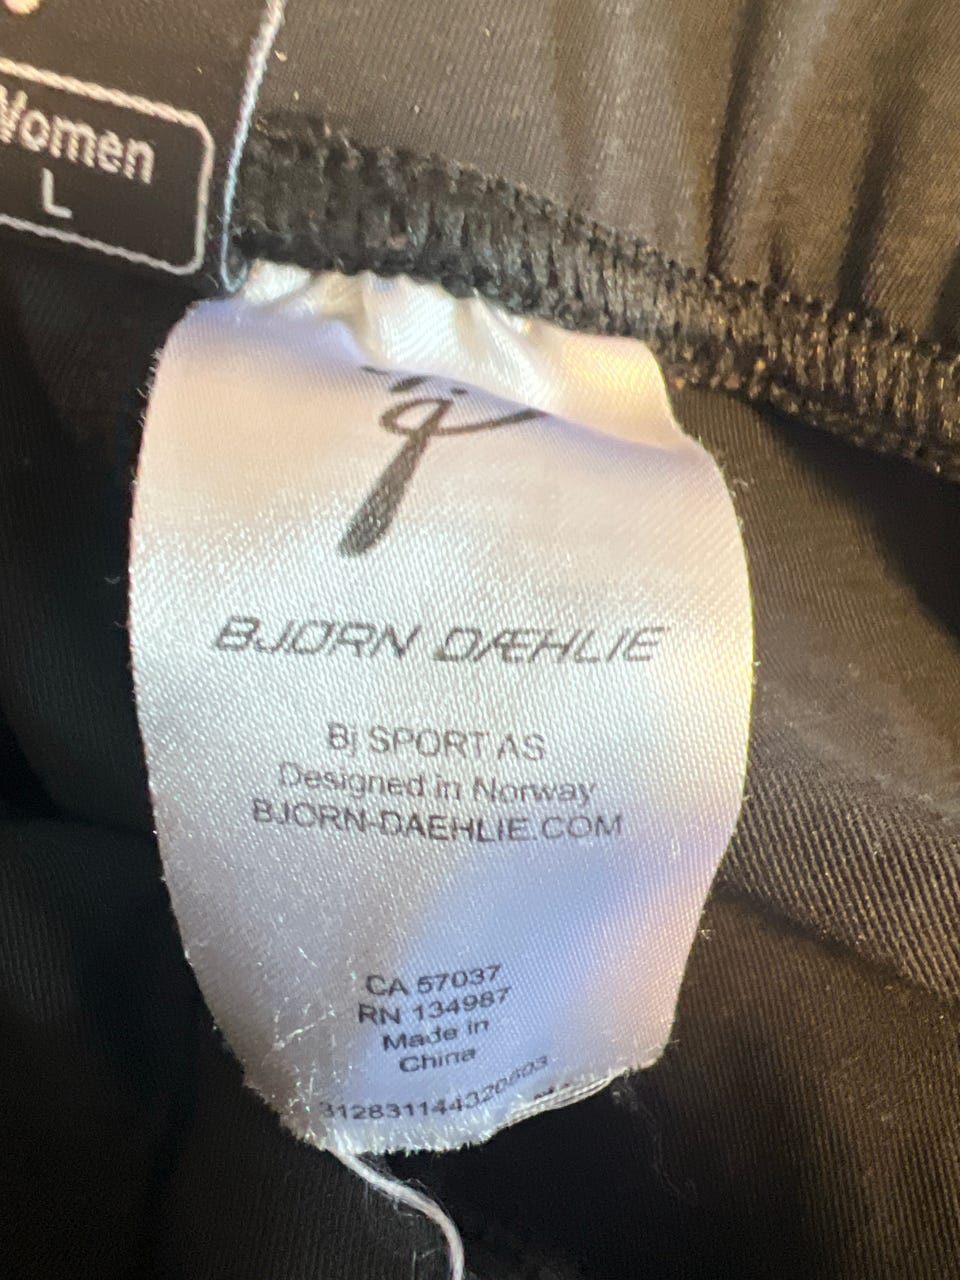 Women
L
BJORN DÆHLIE
Bj SPORT AS
Designed in Norway
BJORN-DAEHLIE.COM
CA 57037
RN 134987
Made in
China